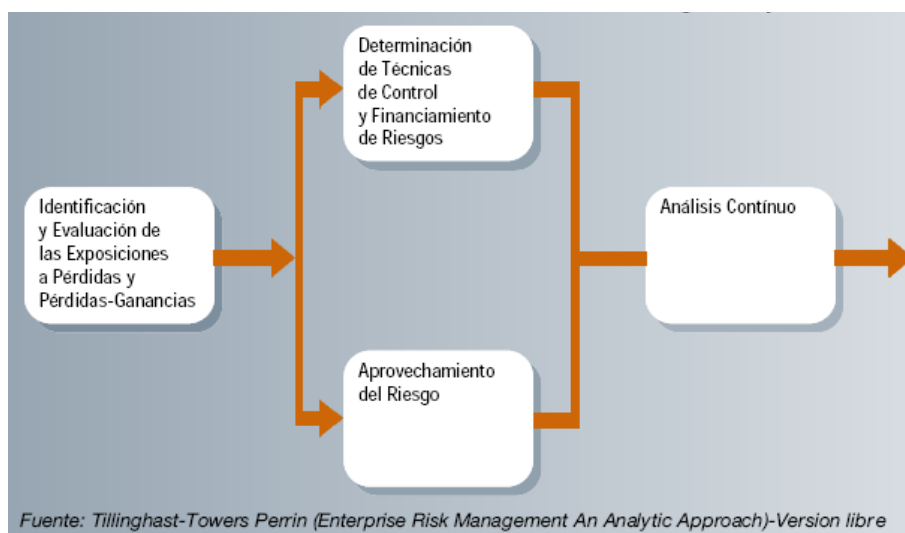 Determinación
de Técnicas
de Control
y Financiamiento
de Riesgos
Identificación
y Evaluación de
las Exposiciones
a Pérdidas y
Pérdidas-Ganancias
Análisis Contínuo
Aprovechamiento
del Riesgo
Fuente: Tillinghast-Towers Perrin (Enterprise Risk Management An Analytic Approach)-Version libre